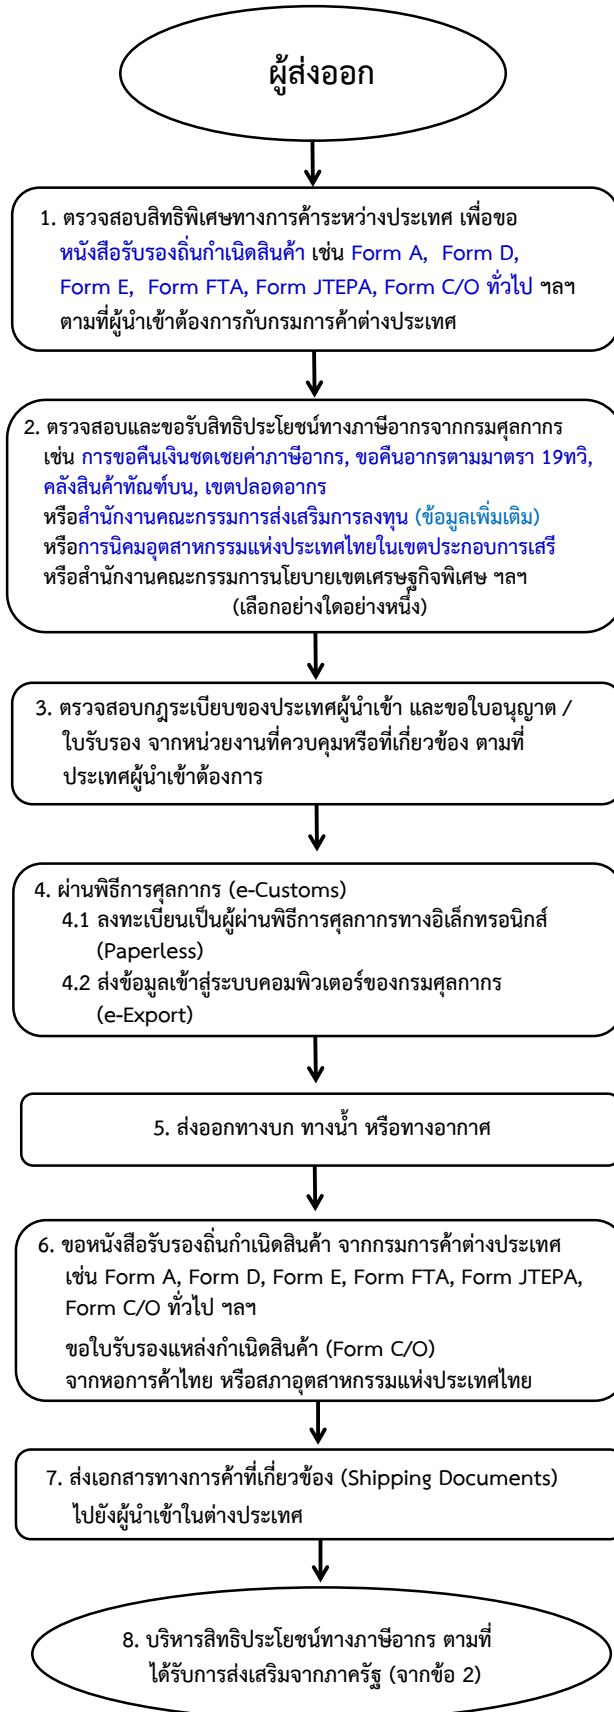 ผู้ส่งออก
1. ตรวจสอบสิทธิพิเศษทางการค้าระหว่างประเทศ เพื่อขอ
หนังสือรับรองถิ่นกำเนิดสินค้า เช่น Form A, Form D,
Form E, Form FTA, Form JTEPA, Form C/O ทั่วไป ฯลฯ
ตามที่ผู้นำเข้าต้องการกับกรมการค้าต่างประเทศ
2. ตรวจสอบและขอรับสิทธิประโยชน์ทางภาษีอากรจากกรมศุลกากร
เช่น การขอคืนเงินชดเชยค่าภาษีอากร, ขอคืนอากรตามมาตรา 19ทวิ,
คลังสินค้าทัณฑ์บน, เขตปลอดอากร
หรือสำนักงานคณะกรรมการส่งเสริมการลงทุน (ข้อมูลเพิ่มเติม)
หรือการนิคมอุตสาหกรรมแห่งประเทศไทยในเขตประกอบการเสรี
หรือสำนักงานคณะกรรมการนโยบายเขตเศรษฐกิจพิเศษ ฯลฯ
(เลือกอย่างใดอย่างหนึ่ง)
3. ตรวจสอบกฎระเบียบของประเทศผู้นำเข้า และขอใบอนุญาต /
ใบรับรอง จากหน่วยงานที่ควบคุมหรือที่เกี่ยวข้อง ตามที่
ประเทศผู้นำเข้าต้องการ
4. ผ่านพิธีการศุลกากร (e-Customs)
4.1 ลงทะเบียนเป็นผู้ผ่านพิธีการศุลกากรทางอิเล็กทรอนิกส์
(Paperless)
4.2 ส่งข้อมูลเข้าสู่ระบบคอมพิวเตอร์ของกรมศุลกากร
(e-Export)
5. ส่งออกทางบก ทางน้ำ หรือทางอากาศ
6. ขอหนังสือรับรองถิ่นกำเนิดสินค้า จากกรมการค้าต่างประเทศ
เช่น Form A, Form D, Form E, Form FTA, Form JTEPA,
Form C/O ทั่วไป ฯลฯ
ขอใบรับรองแหล่งกำเนิดสินค้า (Form C/O)
จากหอการค้าไทย หรือสภาอุตสาหกรรมแห่งประเทศไทย
7. ส่งเอกสารทางการค้าที่เกี่ยวข้อง (Shipping Documents)
ไปยังผู้นำเข้าในต่างประเทศ
8. บริหารสิทธิประโยชน์ทางภาษีอากร ตามที่
ได้รับการส่งเสริมจากภาครัฐ (จากข้อ 2)